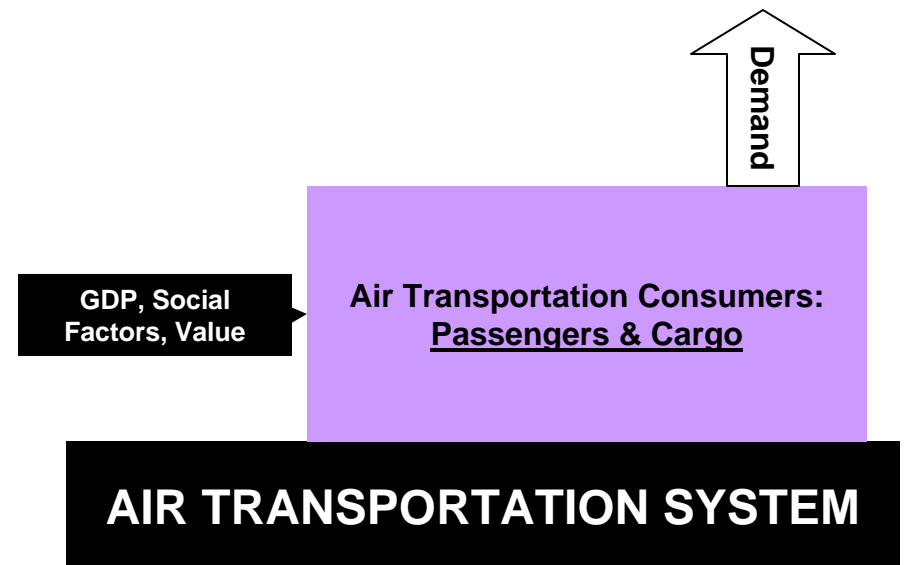 Demand
GDP, Social
Factors, Value
Air Transportation Consumers:
Passengers & Cargo
AIR TRANSPORTATION SYSTEM